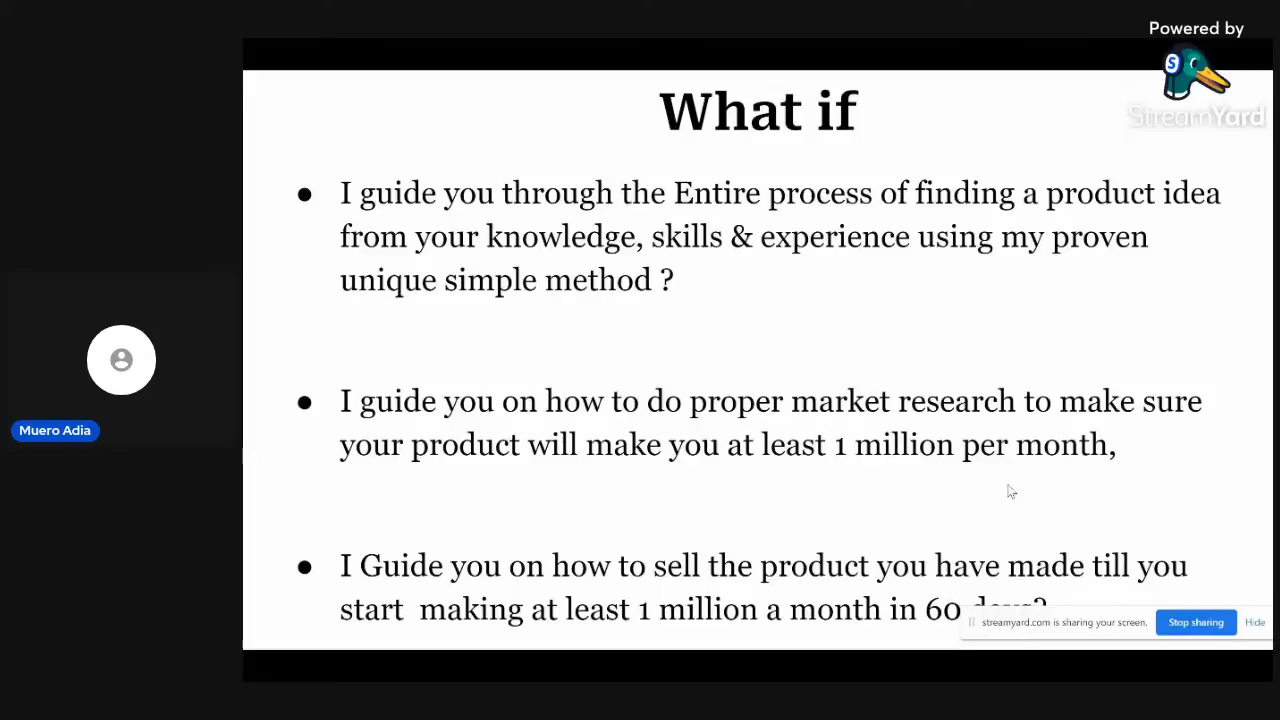 Powered by
StreamYard
What if
● I guide you through the Entire process of finding a product idea
from your knowledge, skills & experience using my proven
unique simple method ?
● I guide you on how to do proper market research to make sure
your product will make you at least 1 million per month,
● I Guide you on how to sell the product you have made till you
start making at least 1 million a month in 60 days?
Muero Adia
streamyard.com is sharing your screen.
Stop sharing
Hide